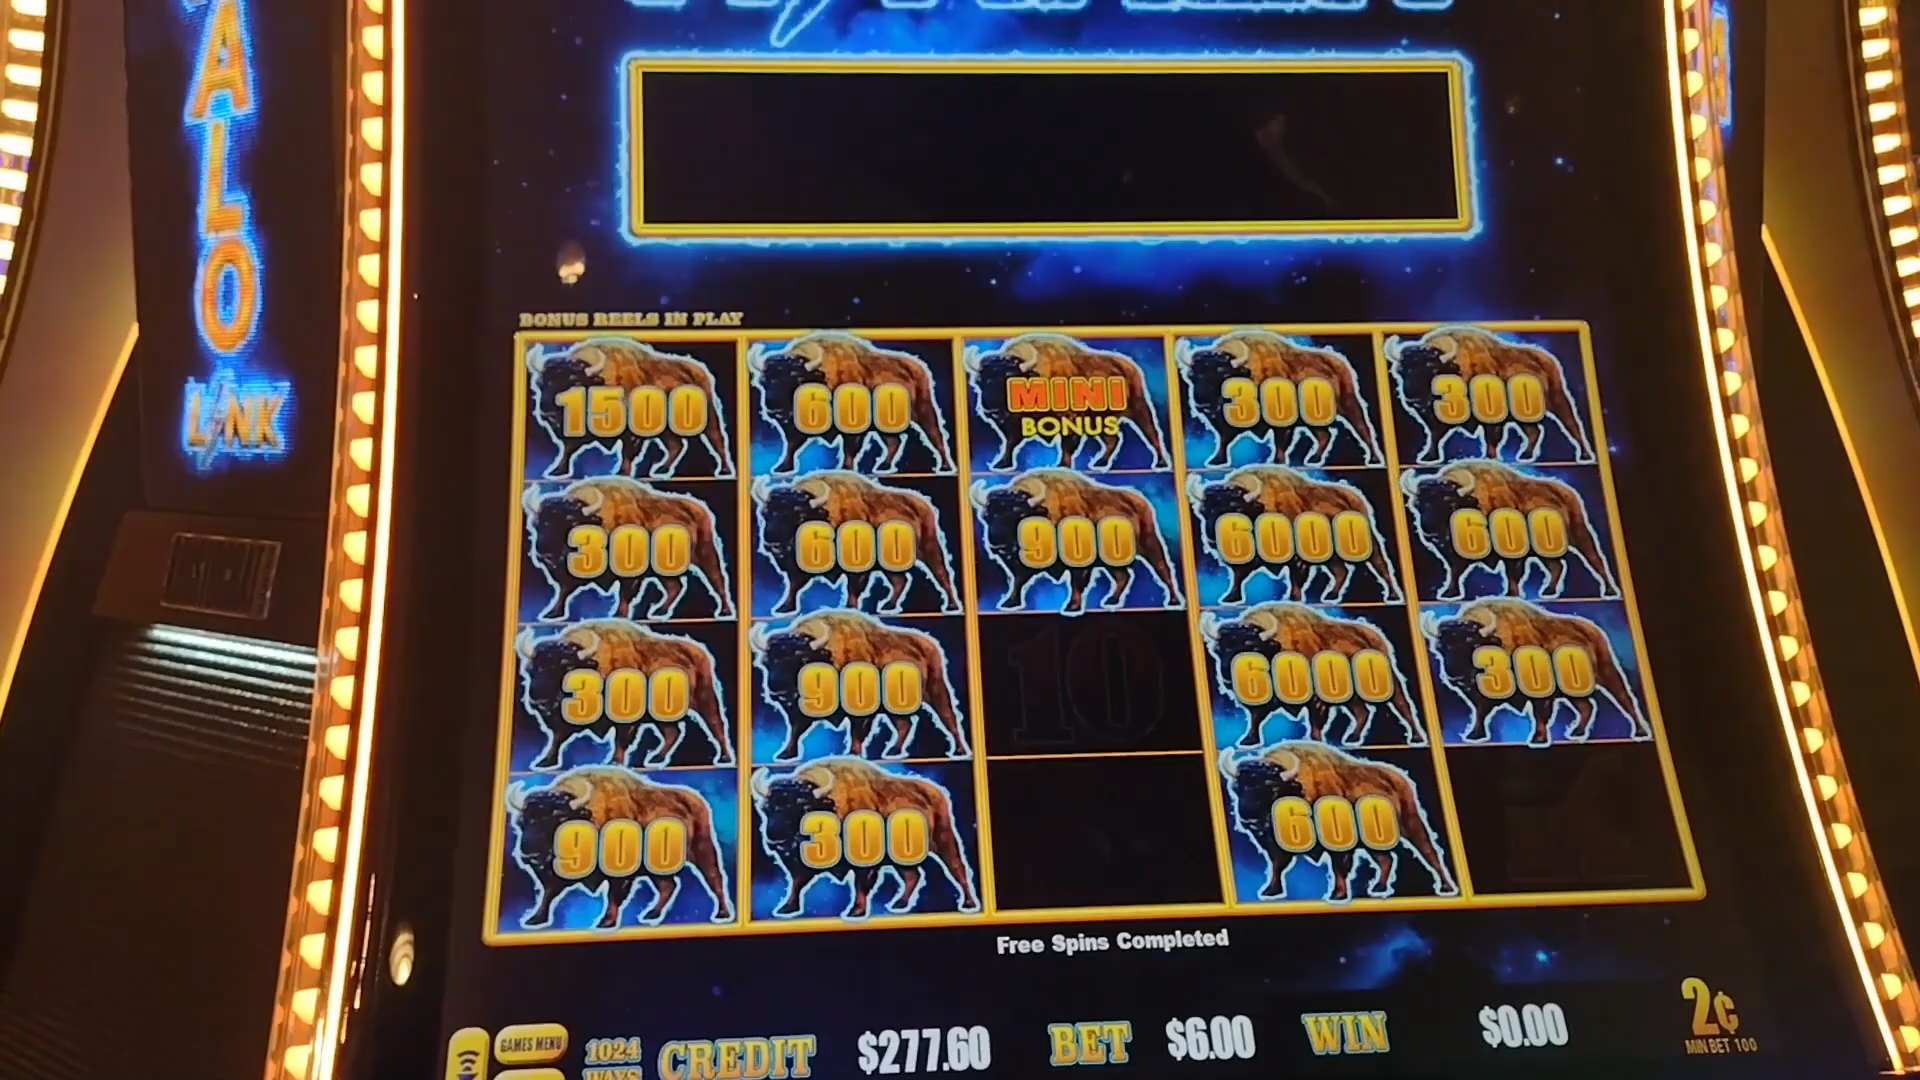 ALO
LINK
BONUS REELS IN PLAY
1500 600 MINI BONUS 300 300
300 600 900 6000 600
300 900 10 6000 300
900 300 600
Free Spins Completed
GAMES MENU
1024 WAYS
CREDIT $277.60 BET $6.00 WIN $0.00
2¢
MIN BET 100